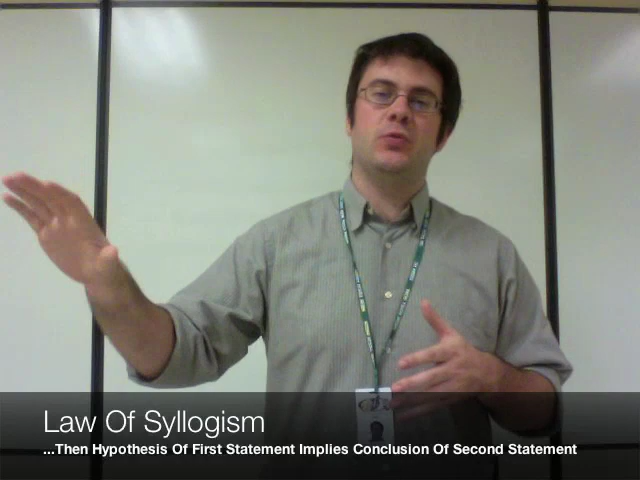 Law Of Syllogism
...Then Hypothesis Of First Statement Implies Conclusion Of Second Statement